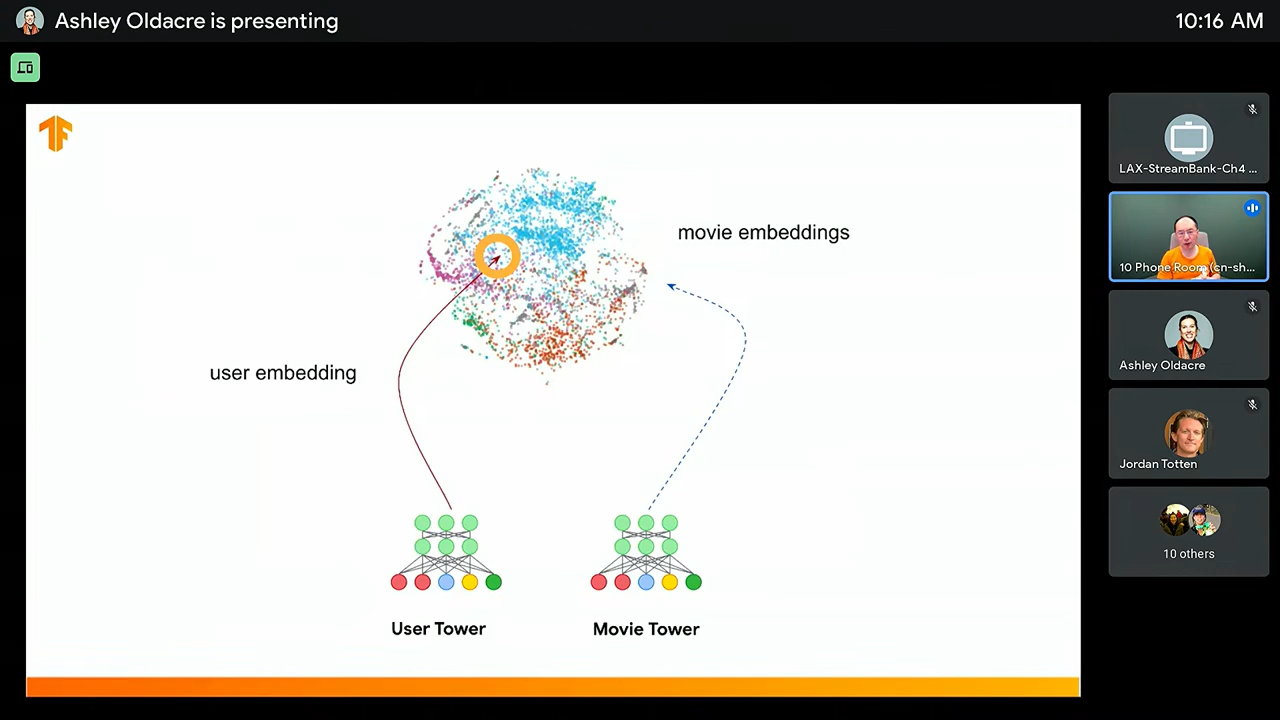 Ashley Oldacre is presenting
10:16 AM
LAX-StreamBank-Ch4 ...
movie embeddings
10 Phone Room (cn-sh...
user embedding
Ashley Oldacre
Jordan Totten
10 others
User Tower
Movie Tower